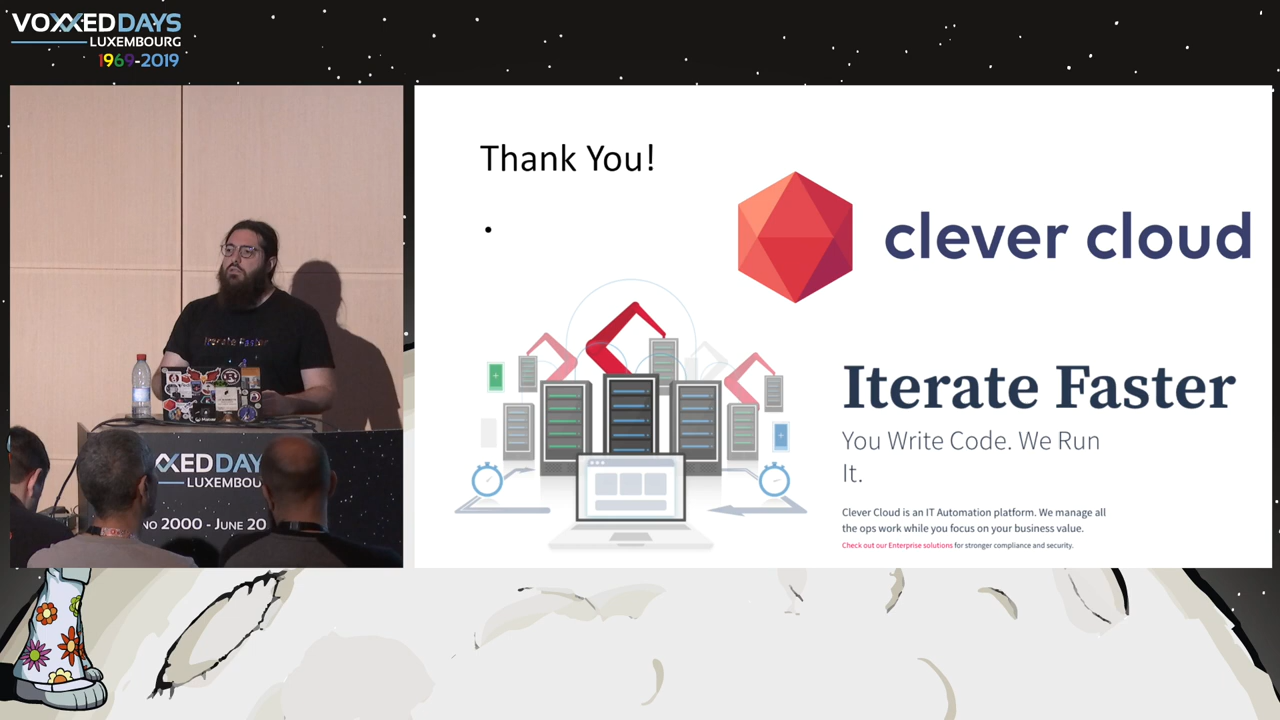 VOXXEDDAYS
LUXEMBOURG
1969-2019
Thank You!
•
clever cloud
Iterate Faster
You Write Code. We Run
It.
Clever Cloud is an IT Automation platform. We manage
all the ops work while you focus on your business value.
Check out our Enterprise solutions for stronger compliance and security.
Iterate Faster
XED DAY
LUXEMBOU
NO 2000 - JUNE 20